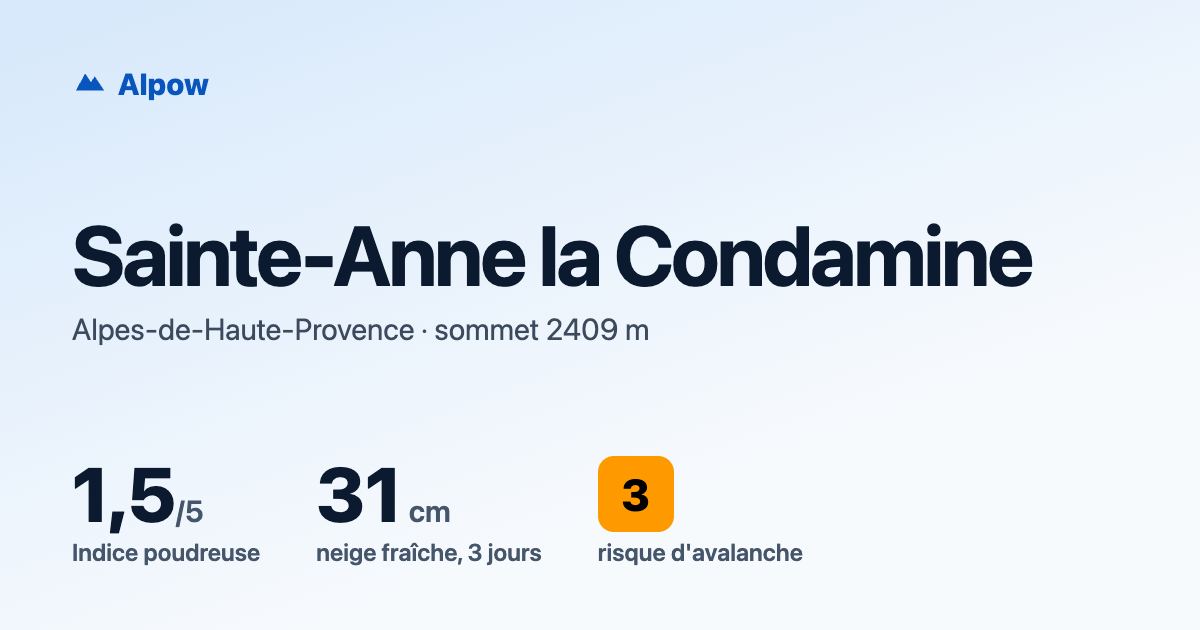 Alpow
Sainte-Anne la Condamine
Alpes-de-Haute-Provence · sommet 2409 m
1,5/5
Indice poudreuse
31 cm
neige fraîche, 3 jours
3
risque d'avalanche